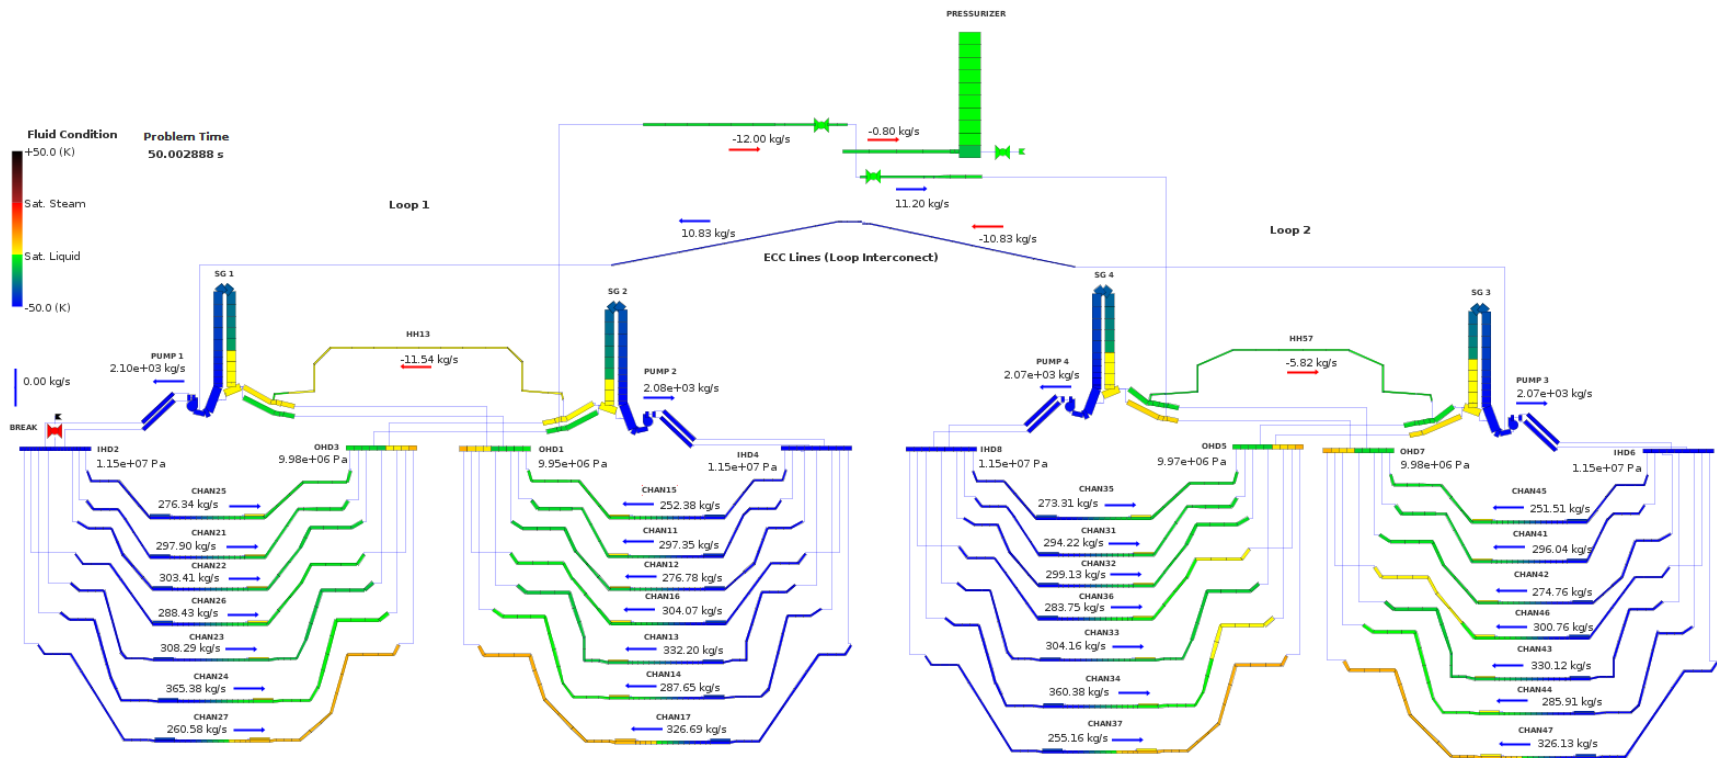 PRESSURIZER
Fluid Condition
+50.0 (K)
Sat. Steam
Sat. Liquid
-50.0 (K)
0.00 kg/s
Problem Time
50.002888 s
-12.00 kg/s
-0.80 kg/s
11.20 kg/s
Loop 1
10.83 kg/s
-10.83 kg/s
Loop 2
ECC Lines (Loop Interconect)
SG 1
SG 2
SG 4
SG 3
HH13
-11.54 kg/s
HH57
-5.82 kg/s
PUMP 1
2.10e+03 kg/s
PUMP 2
2.08e+03 kg/s
PUMP 4
2.07e+03 kg/s
PUMP 3
2.07e+03 kg/s
BREAK
IHD2
1.15e+07 Pa
OHD3
9.98e+06 Pa
OHD1
9.95e+06 Pa
IHD4
1.15e+07 Pa
IHD8
1.15e+07 Pa
OHD5
9.97e+06 Pa
OHD7
9.98e+06 Pa
IHD6
1.15e+07 Pa
CHAN25
276.34 kg/s
CHAN21
297.90 kg/s
CHAN22
303.41 kg/s
CHAN26
288.43 kg/s
CHAN23
308.29 kg/s
CHAN24
365.38 kg/s
CHAN27
260.58 kg/s
CHAN15
252.38 kg/s
CHAN11
297.35 kg/s
CHAN12
276.78 kg/s
CHAN16
304.07 kg/s
CHAN13
332.20 kg/s
CHAN14
287.65 kg/s
CHAN17
326.69 kg/s
CHAN35
273.31 kg/s
CHAN31
294.22 kg/s
CHAN32
299.13 kg/s
CHAN36
283.75 kg/s
CHAN33
304.16 kg/s
CHAN34
360.38 kg/s
CHAN37
255.16 kg/s
CHAN45
251.51 kg/s
CHAN41
296.04 kg/s
CHAN42
274.76 kg/s
CHAN46
300.76 kg/s
CHAN43
330.12 kg/s
CHAN44
285.91 kg/s
CHAN47
326.13 kg/s